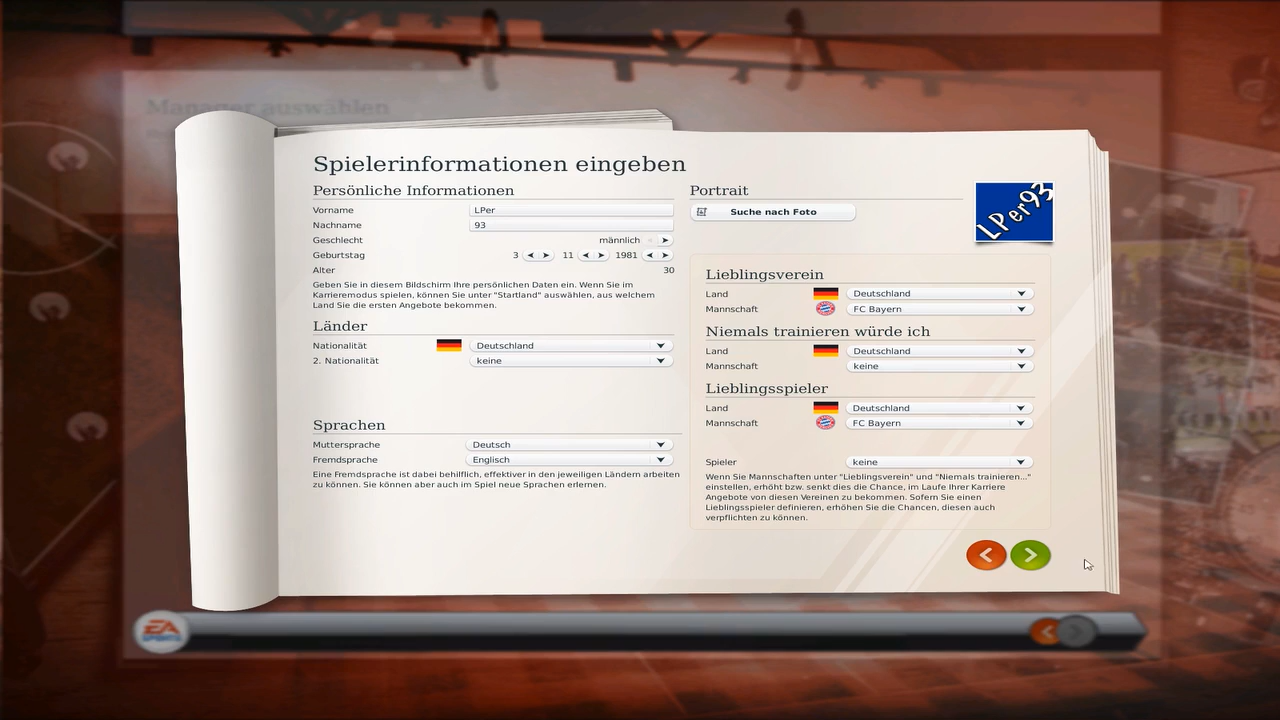 Manager auswählen
Spielerinformationen eingeben
Persönliche Informationen
Vorname LPer
Nachname 93
Geschlecht männlich
Geburtstag 3 11 1981
Alter 30
Geben Sie in diesem Bildschirm Ihre persönlichen Daten ein. Wenn Sie im
Karrieremodus spielen, können Sie unter "Startland" auswählen, aus welchem
Land Sie die ersten Angebote bekommen.
Länder
Nationalität Deutschland
2. Nationalität keine
Sprachen
Muttersprache Deutsch
Fremdsprache Englisch
Eine Fremdsprache ist dabei behilflich, effektiver in den jeweiligen Ländern arbeiten
zu können. Sie können aber auch im Spiel neue Sprachen erlernen.
Portrait
Suche nach Foto
LPer93
Lieblingsverein
Land Deutschland
Mannschaft FC Bayern
Niemals trainieren würde ich
Land Deutschland
Mannschaft keine
Lieblingsspieler
Land Deutschland
Mannschaft FC Bayern
Spieler keine
Wenn Sie Mannschaften unter "Lieblingsverein" und "Niemals trainieren..."
einstellen, erhöht bzw. senkt dies die Chance, im Laufe Ihrer Karriere
Angebote von diesen Vereinen zu bekommen. Sofern Sie einen
Lieblingsspieler definieren, erhöhen Sie die Chancen, diesen auch
verpflichten zu können.
EA
SPORTS